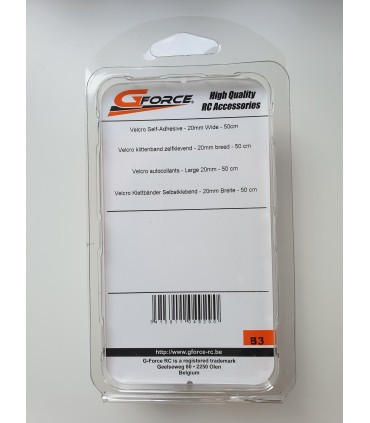 GFORCE®
High Quality
RC Accessories
Velcro Self-Adhesive - 20mm Wide - 50cm
Velcro klittenband zelfklevend - 20mm breed - 50 cm
Velcro autocollants - Large 20mm - 50 cm
Velcro Klettbänder Selbstklebend - 20mm Breite - 50 cm
B3
http://www.gforce-rc.be
G-Force RC is a registered trademark
Geelseweg 80 • 2250 Olen
Belgium